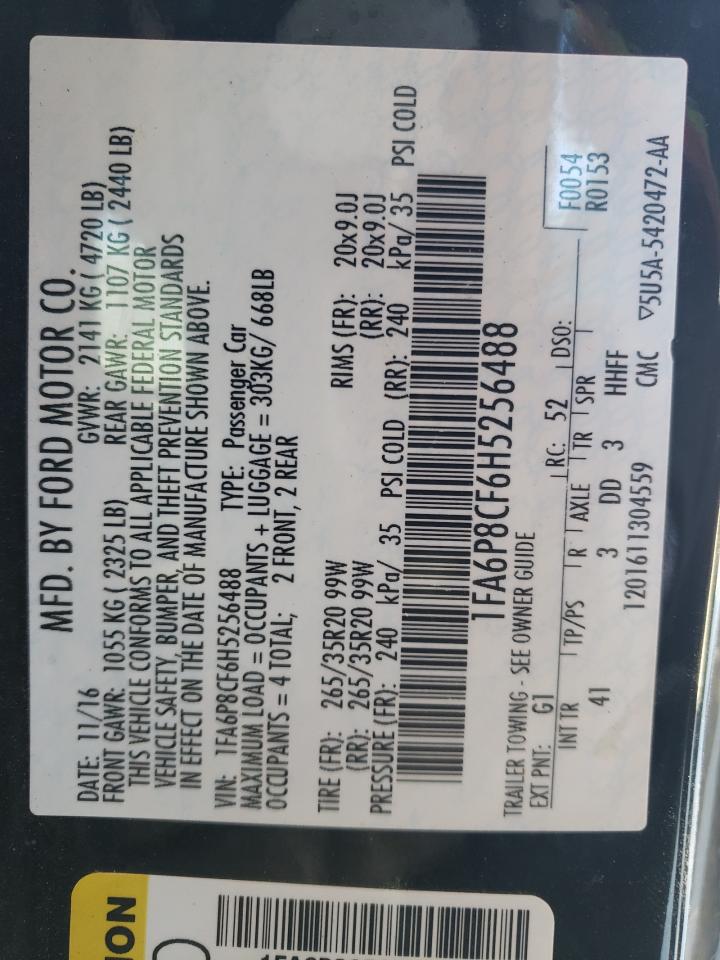 MFD. BY FORD MOTOR CO.
DATE: 11/16 GVWR: 2141 KG ( 4720 LB)
FRONT GAWR: 1055 KG ( 2325 LB) REAR GAWR: 1107 KG ( 2440 LB)
THIS VEHICLE CONFORMS TO ALL APPLICABLE FEDERAL MOTOR
VEHICLE SAFETY, BUMPER, AND THEFT PREVENTION STANDARDS
IN EFFECT ON THE DATE OF MANUFACTURE SHOWN ABOVE.
VIN: 1FA6P8CF6H5256488 TYPE: Passenger Car
MAXIMUM LOAD = OCCUPANTS + LUGGAGE = 303KG/ 668LB
OCCUPANTS = 4 TOTAL; 2 FRONT, 2 REAR
TIRE (FR): 265/35R20 99W RIMS (FR): 20x9.0J
(RR): 265/35R20 99W (RR): 20x9.0J
PRESSURE (FR): 240 kPa/ 35 PSI COLD (RR): 240 kPa/ 35 PSI COLD
1FA6P8CF6H5256488
TRAILER TOWING - SEE OWNER GUIDE
EXT PNT: G1 RC: 52 DSO: F0054
INT TR TP/PS R AXLE TR SPR R0153
41 3 DD 3 HHFF
1201611304559 CMC ▽5U5A-5420472-AA